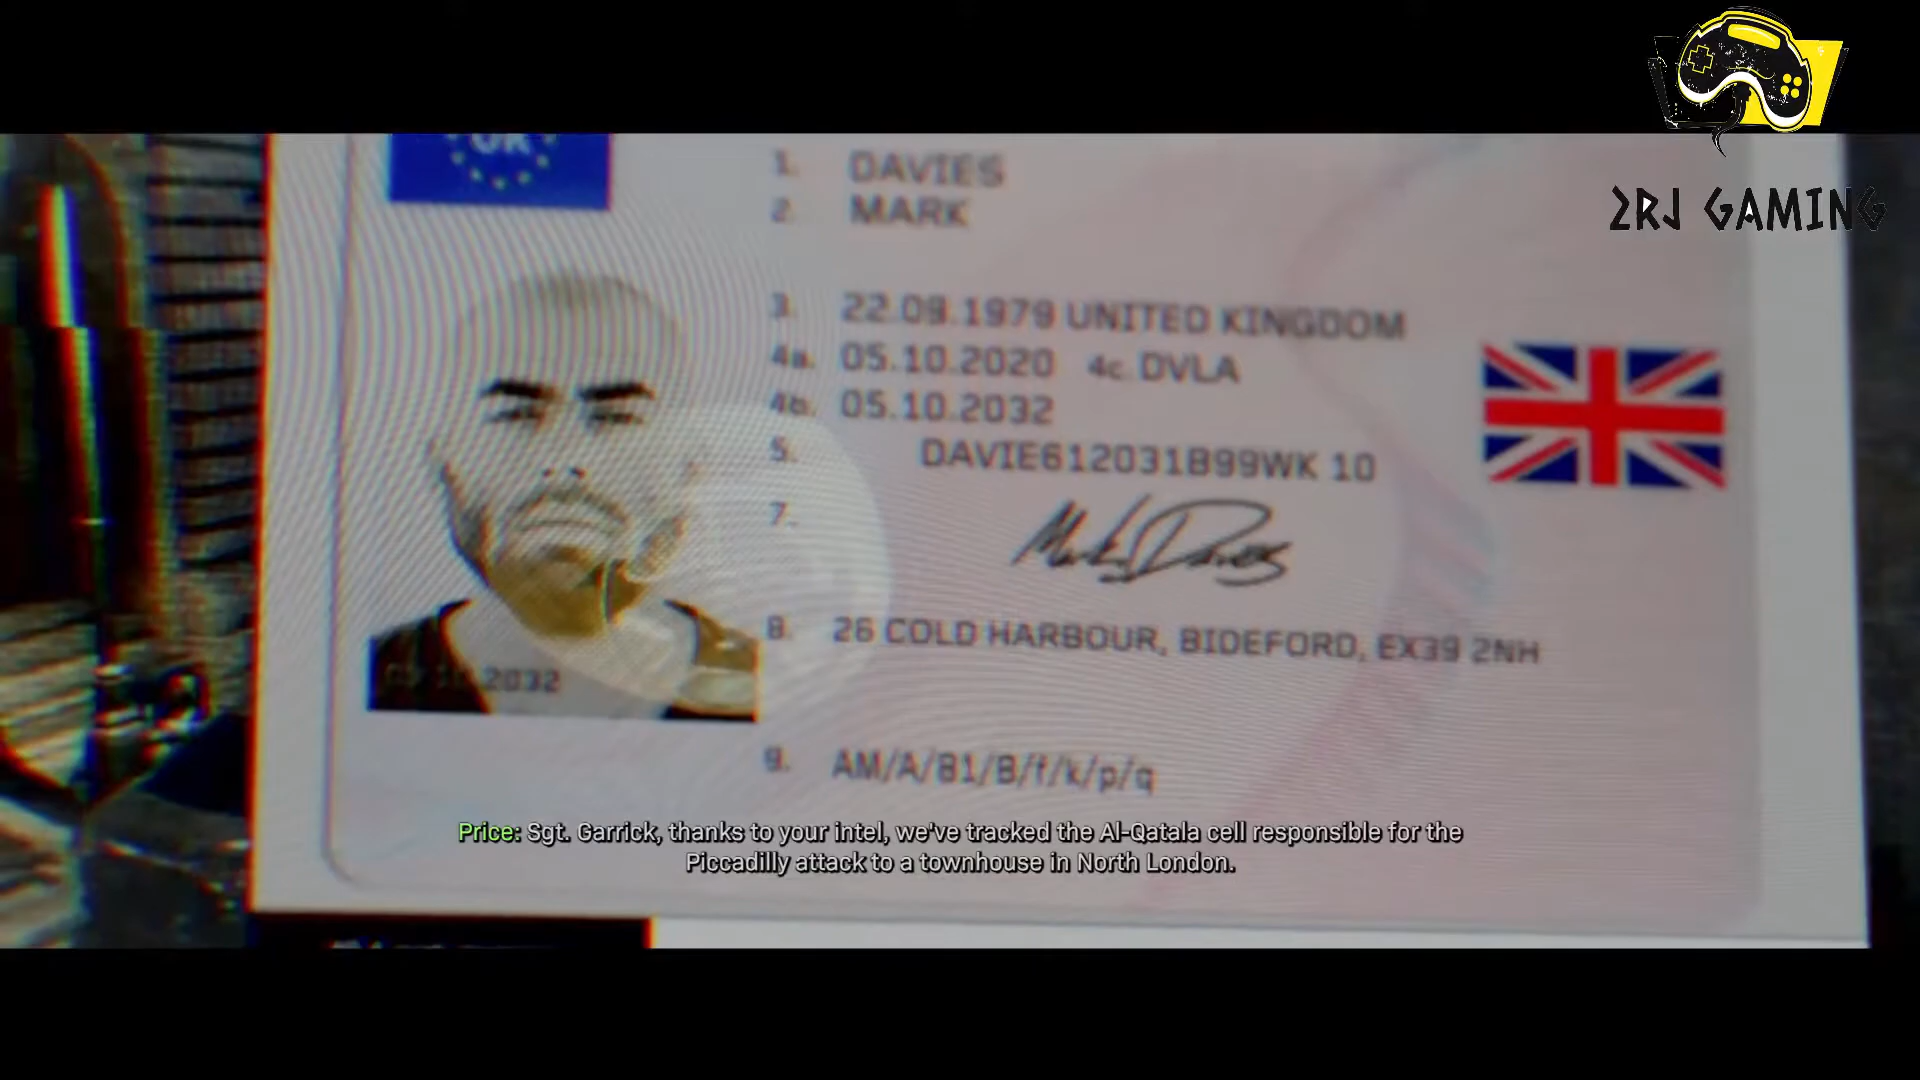 UK
1. DAVIES
2. MARK
3. 22.09.1979 UNITED KINGDOM
4a. 05.10.2020 4c. DVLA
4b. 05.10.2032
5. DAVIE612031B99WK 10
7. Mark Davies
8. 26 COLD HARBOUR, BIDEFORD, EX39 2NH
2032
9. AM/A/B1/B/f/k/p/q
Price: Sgt. Garrick, thanks to your intel, we've tracked the Al-Qatala cell responsible for the
Piccadilly attack to a townhouse in North London.
2RJ GAMING